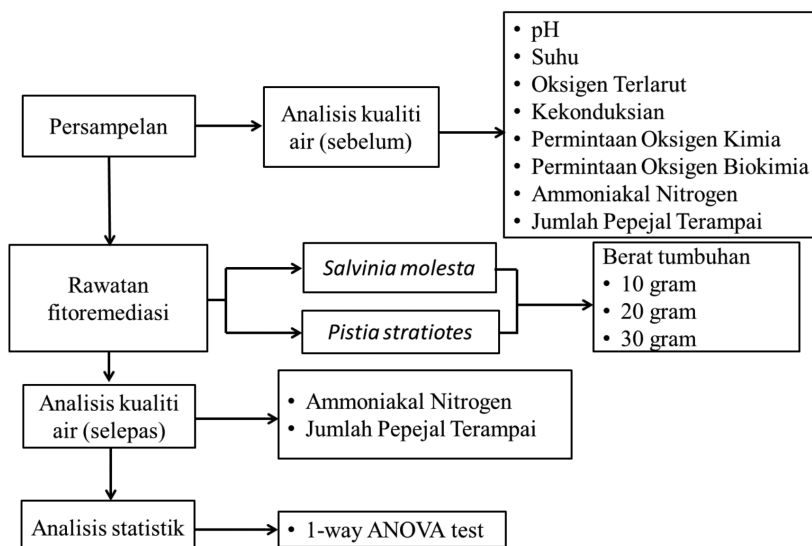 Persampelan
Analisis kualiti
air (sebelum)
• pH
• Suhu
• Oksigen Terlarut
• Kekonduksian
• Permintaan Oksigen Kimia
• Permintaan Oksigen Biokimia
• Ammoniakal Nitrogen
• Jumlah Pepejal Terampai
Rawatan
fitoremediasi
Salvinia molesta
Pistia stratiotes
Berat tumbuhan
• 10 gram
• 20 gram
• 30 gram
Analisis kualiti
air (selepas)
• Ammoniakal Nitrogen
• Jumlah Pepejal Terampai
Analisis statistik
• 1-way ANOVA test